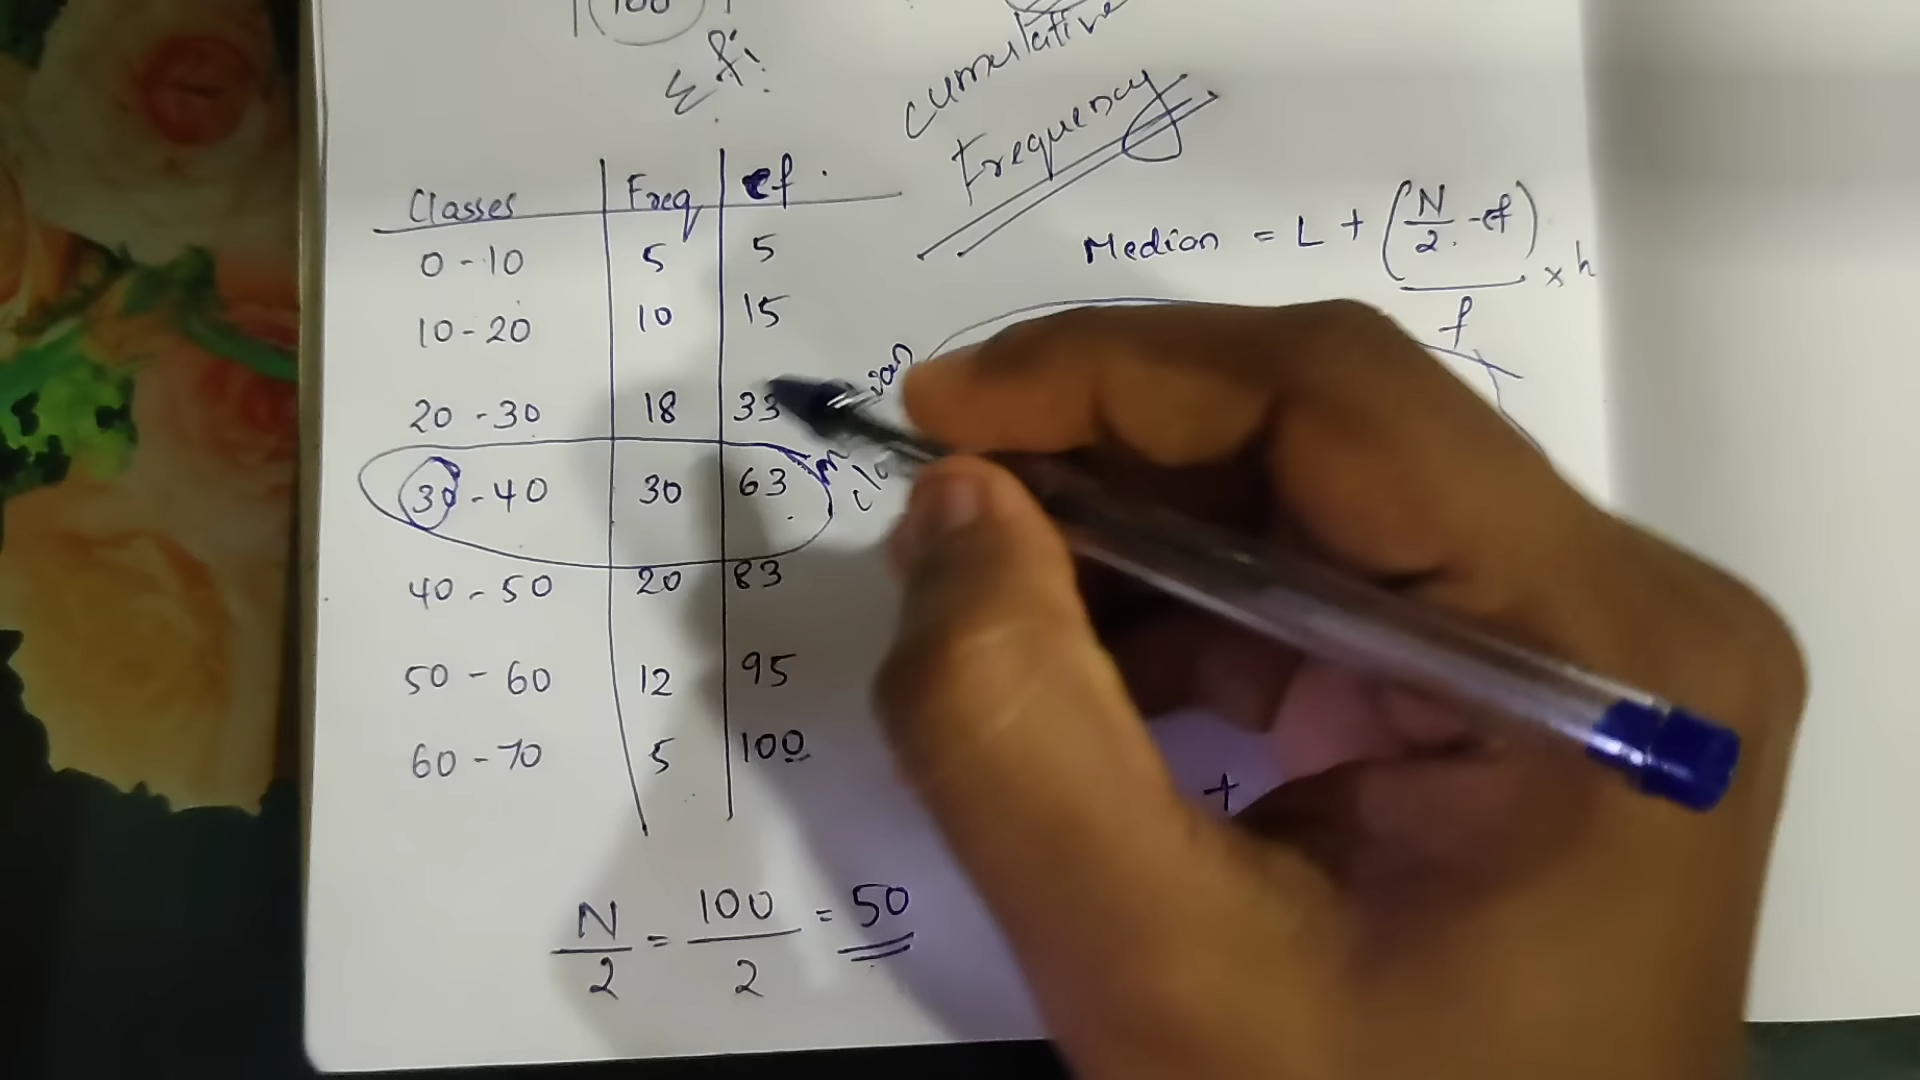 100
Σfi
cumulative
Frequency
Classes Freq cf
0-10 5 5
10-20 10 15
20-30 18 33
30-40 30 63
40-50 20 83
50-60 12 95
60-70 5 100
Median = L + (N/2 - cf)/f × h
+
N/2 = 100/2 = 50